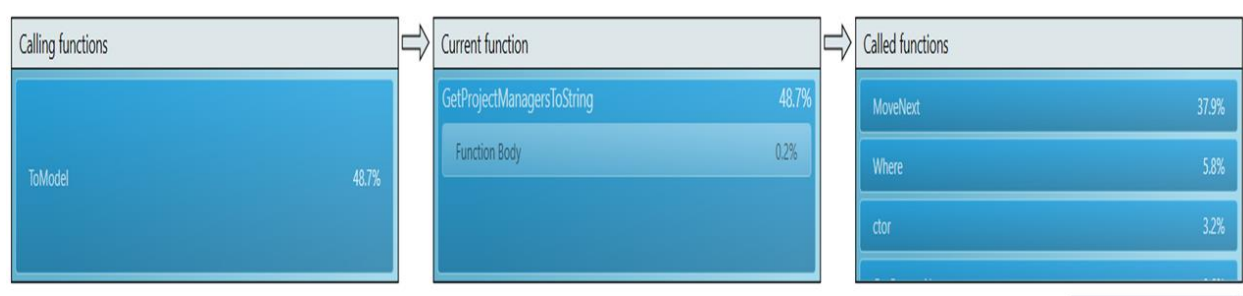 Calling functions
Current function
Called functions
ToModel 48.7%
GetProjectManagersToString 48.7%
Function Body 0.2%
MoveNext 37.9%
Where 5.8%
ctor 3.2%